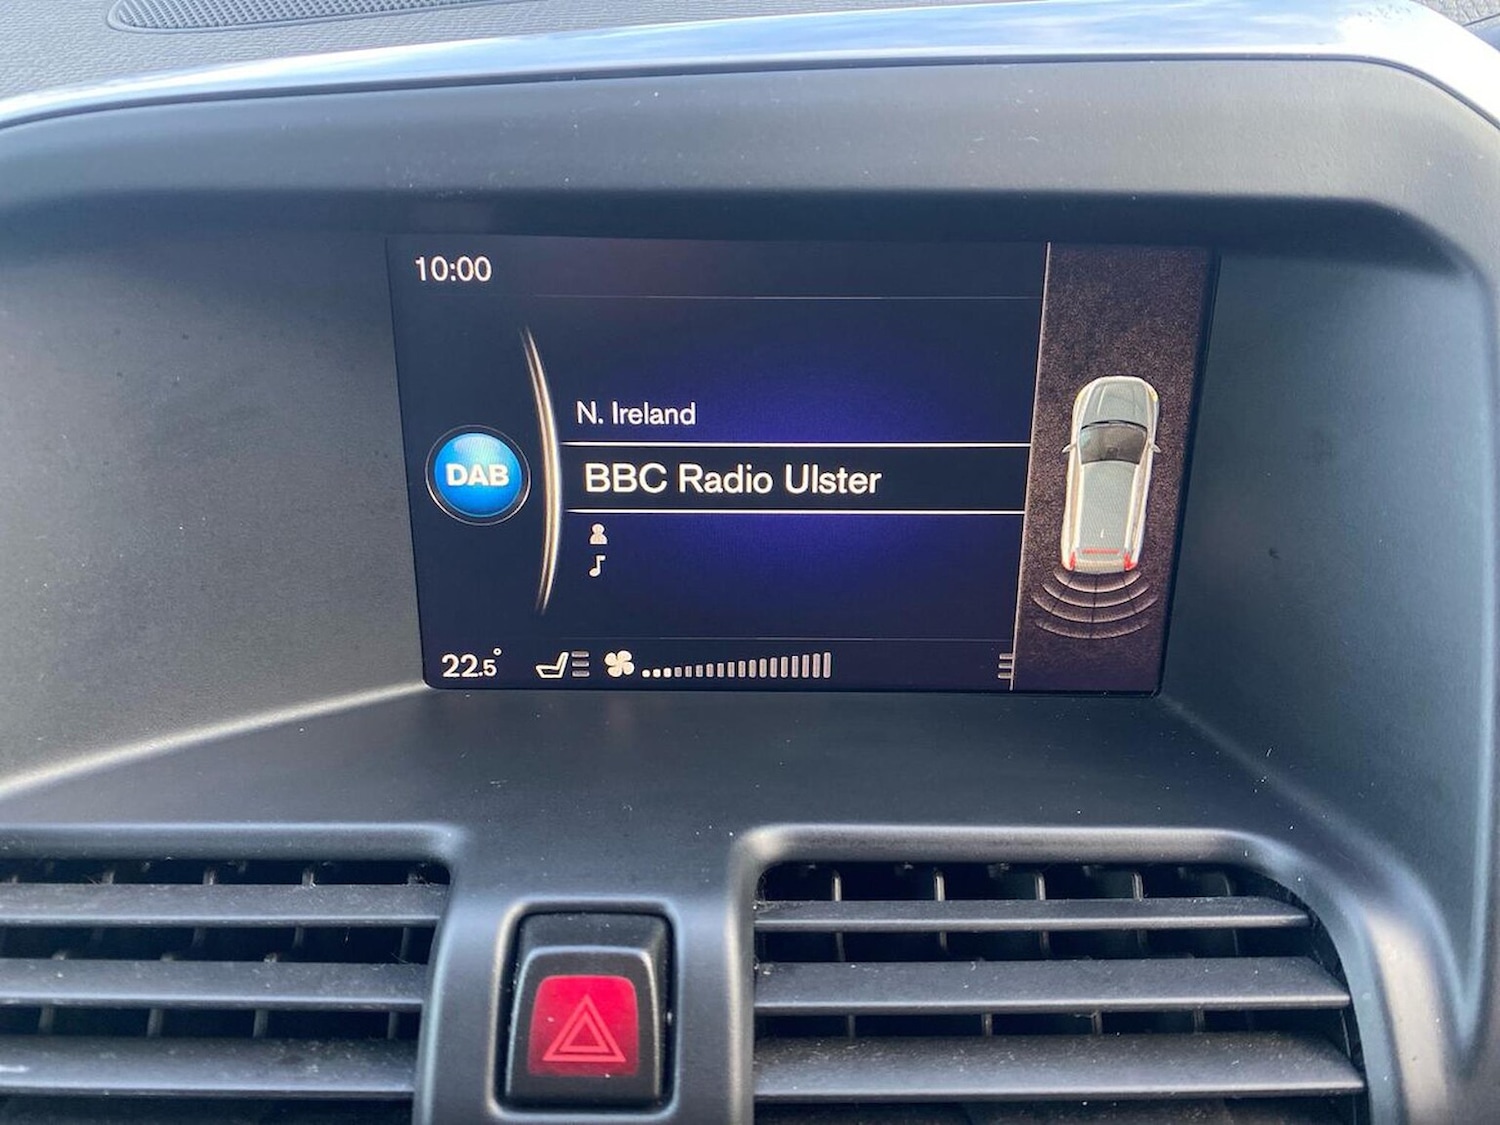 10:00
N. Ireland
DAB
BBC Radio Ulster
22.5°